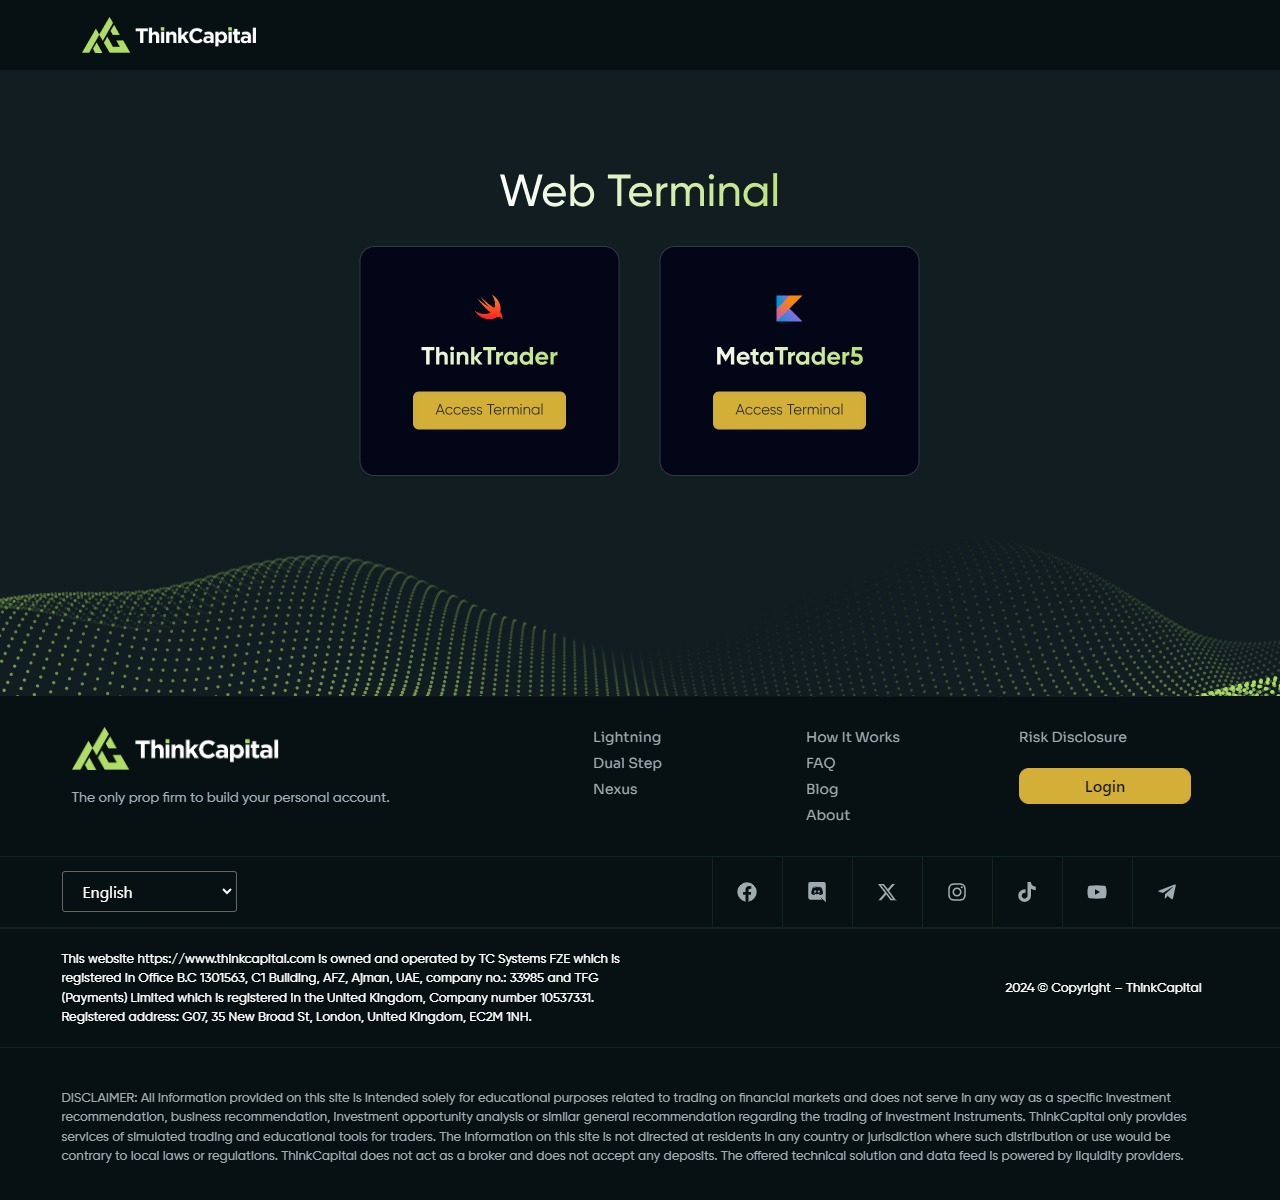 ThinkCapital
Web Terminal
ThinkTrader
MetaTrader5
Access Terminal
Access Terminal
ThinkCapital
The only prop firm to build your personal account.
Lightning
Dual Step
Nexus
How It Works
FAQ
Blog
About
Risk Disclosure
Login
English
This website https://www.thinkcapital.com is owned and operated by TC Systems FZE which is
registered in Office B.C 1301563, C1 Building, AFZ, Ajman, UAE, company no.: 33985 and TFG
(Payments) Limited which is registered in the United Kingdom, Company number 10537331.
Registered address: G07, 35 New Broad St, London, United Kingdom, EC2M 1NH.
2024 © Copyright – ThinkCapital
DISCLAIMER: All information provided on this site is intended solely for educational purposes related to trading on financial markets and does not serve in any way as a specific investment
recommendation, business recommendation, investment opportunity analysis or similar general recommendation regarding the trading of investment instruments. ThinkCapital only provides
services of simulated trading and educational tools for traders. The information on this site is not directed at residents in any country or jurisdiction where such distribution or use would be
contrary to local laws or regulations. ThinkCapital does not act as a broker and does not accept any deposits. The offered technical solution and data feed is powered by liquidity providers.